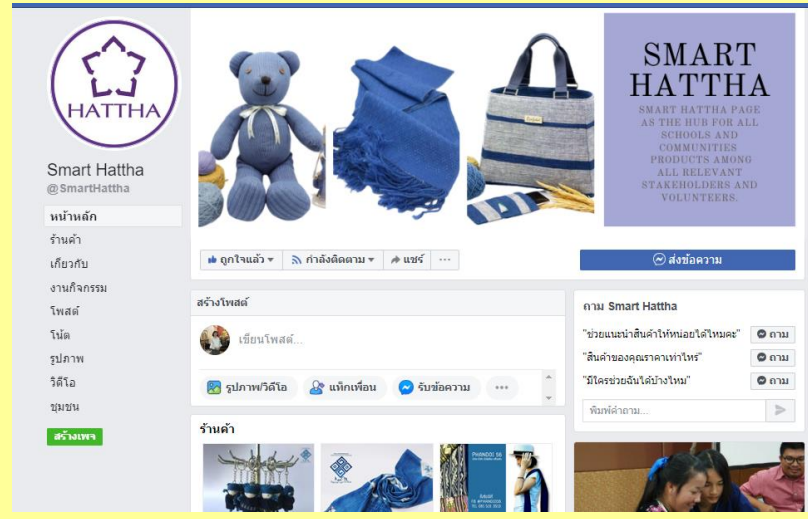 HATTHA
Smart Hattha
@SmartHattha
หน้าหลัก
ร้านค้า
เกี่ยวกับ
งานกิจกรรม
โพสต์
โน้ต
รูปภาพ
วิดีโอ
ชุมชน
สร้างเพจ
SMART
HATTHA
SMART HATTHA PAGE
AS THE HUB FOR ALL
SCHOOLS AND
COMMUNITIES
PRODUCTS AMONG
ALL RELEVANT
STAKEHOLDERS AND
VOLUNTEERS.
ถูกใจแล้ว
กำลังติดตาม
แชร์
ส่งข้อความ
สร้างโพสต์
เขียนโพสต์...
รูปภาพ/วิดีโอ
แท็กเพื่อน
รับข้อความ
ร้านค้า
PHANDOI 56
ถาม Smart Hattha
"ช่วยแนะนำสินค้าให้หน่อยได้ไหมคะ"
ถาม
"สินค้าของคุณราคาเท่าไหร่"
ถาม
"มีใครช่วยฉันได้บ้างไหม"
ถาม
พิมพ์คำถาม...